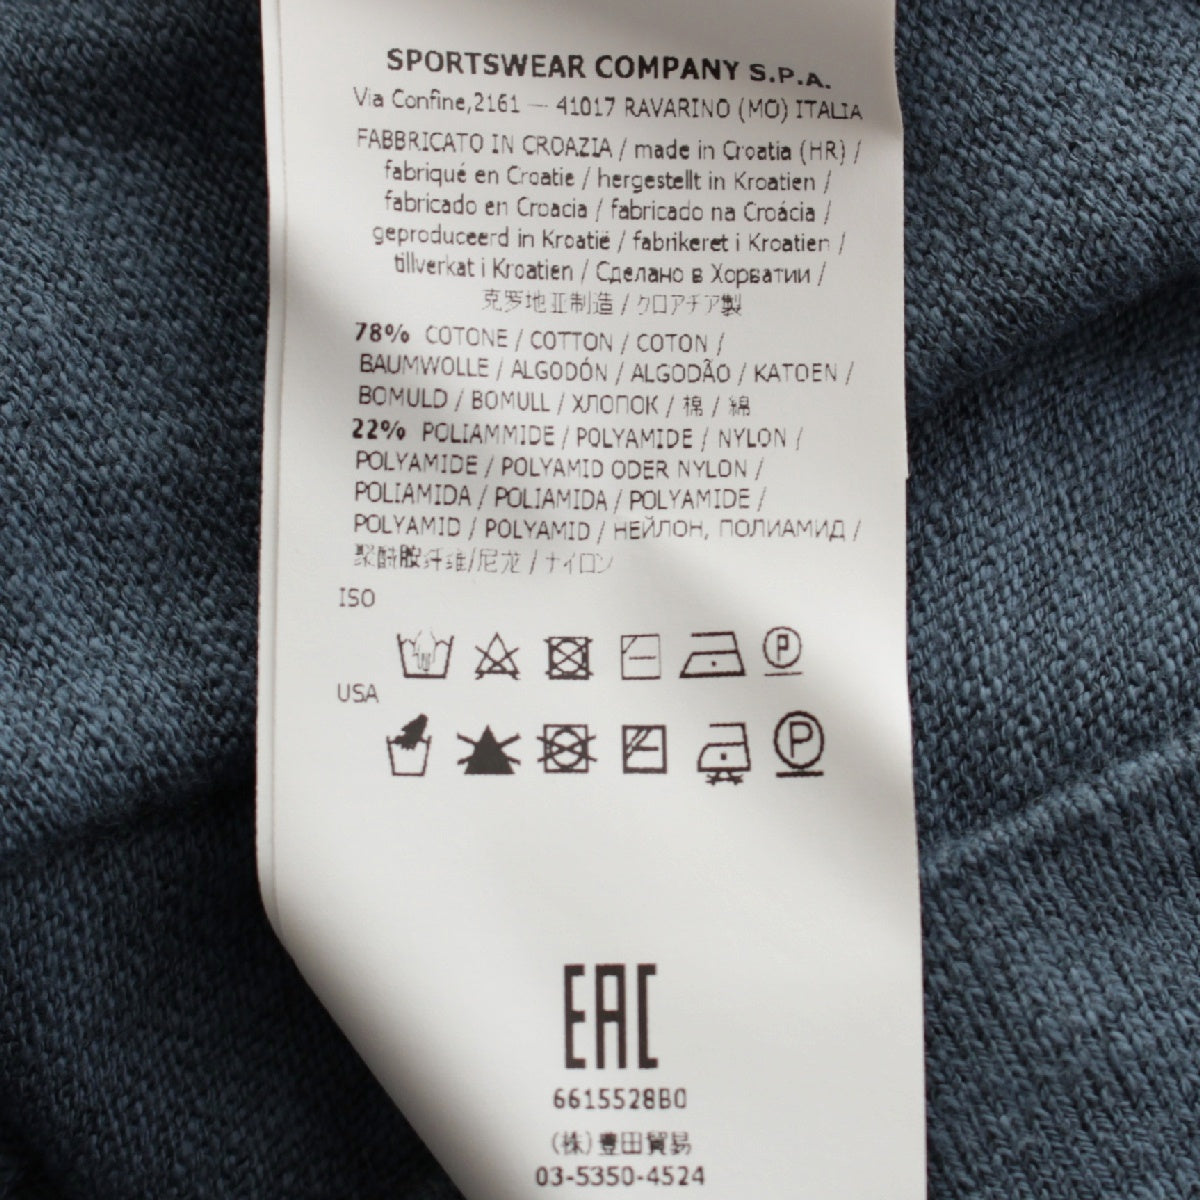 SPORTSWEAR COMPANY S.P.A.
Via Confine,2161 — 41017 RAVARINO (MO) ITALIA
FABBRICATO IN CROAZIA / made in Croatia (HR) /
fabriqué en Croatie / hergestellt in Kroatien /
fabricado en Croacia / fabricado na Croácia /
geproduceerd in Kroatië / fabrikeret i Kroatien /
tillverkat i Kroatien / Сделано в Хорватии /
克罗地亚制造 / クロアチア製
78% COTONE / COTTON / COTON /
BAUMWOLLE / ALGODÓN / ALGODÃO / KATOEN /
BOMULD / BOMULL / ХЛОПОК / 棉 / 綿
22% POLIAMMIDE / POLYAMIDE / NYLON /
POLYAMIDE / POLYAMID ODER NYLON /
POLIAMIDA / POLIAMIDA / POLYAMIDE /
POLYAMID / POLYAMID / НЕЙЛОН, ПОЛИАМИД /
聚酰胺纤维/尼龙 / ナイロン
ISO
P
USA
P
EAC
6615528B0
(株)豊田貿易
03-5350-4524